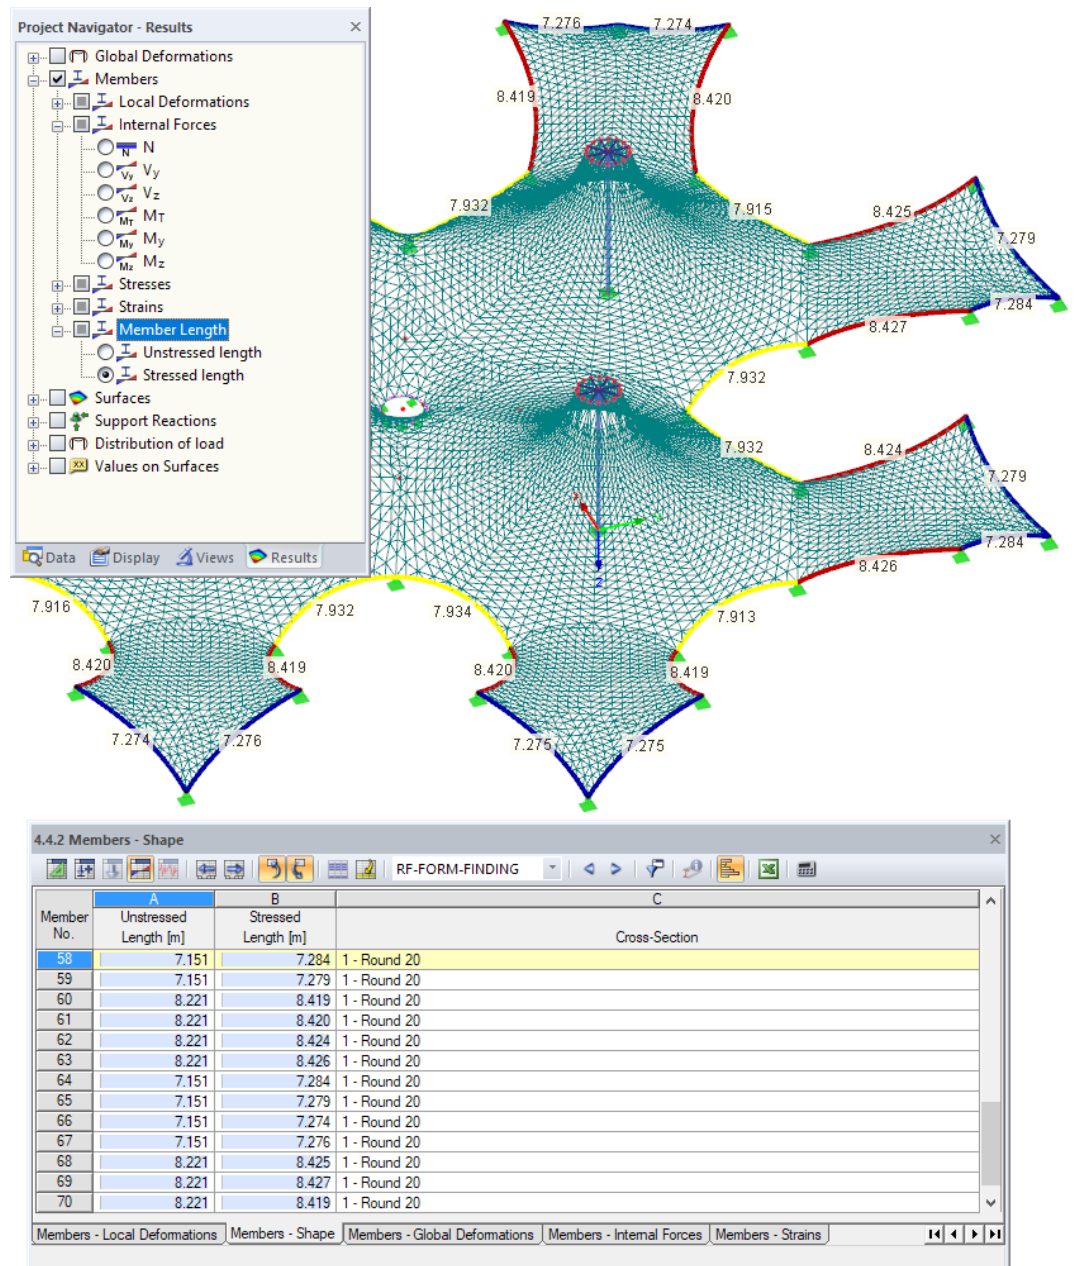 Project Navigator - Results
Global Deformations
Members
Local Deformations
Internal Forces
N N
Vy Vy
Vz Vz
MT MT
My My
Mz Mz
Stresses
Strains
Member Length
Unstressed length
Stressed length
Surfaces
Support Reactions
Distribution of load
xx Values on Surfaces
Data Display Views Results
7.276 7.274
8.419 8.420
7.932 7.915 8.425
7.279
7.284
8.427
7.932
7.932 8.424
7.279
7.284
8.426
z
7.916 7.932 7.934 7.913
8.420 8.419 8.420 8.419
7.274 7.276 7.275 7.275
4.4.2 Members - Shape
RF-FORM-FINDING
A B C
Member Unstressed Stressed
No. Length [m] Length [m] Cross-Section
58 7.151 7.284 1 - Round 20
59 7.151 7.279 1 - Round 20
60 8.221 8.419 1 - Round 20
61 8.221 8.420 1 - Round 20
62 8.221 8.424 1 - Round 20
63 8.221 8.426 1 - Round 20
64 7.151 7.284 1 - Round 20
65 7.151 7.279 1 - Round 20
66 7.151 7.274 1 - Round 20
67 7.151 7.276 1 - Round 20
68 8.221 8.425 1 - Round 20
69 8.221 8.427 1 - Round 20
70 8.221 8.419 1 - Round 20
Members - Local Deformations Members - Shape Members - Global Deformations Members - Internal Forces Members - Strains